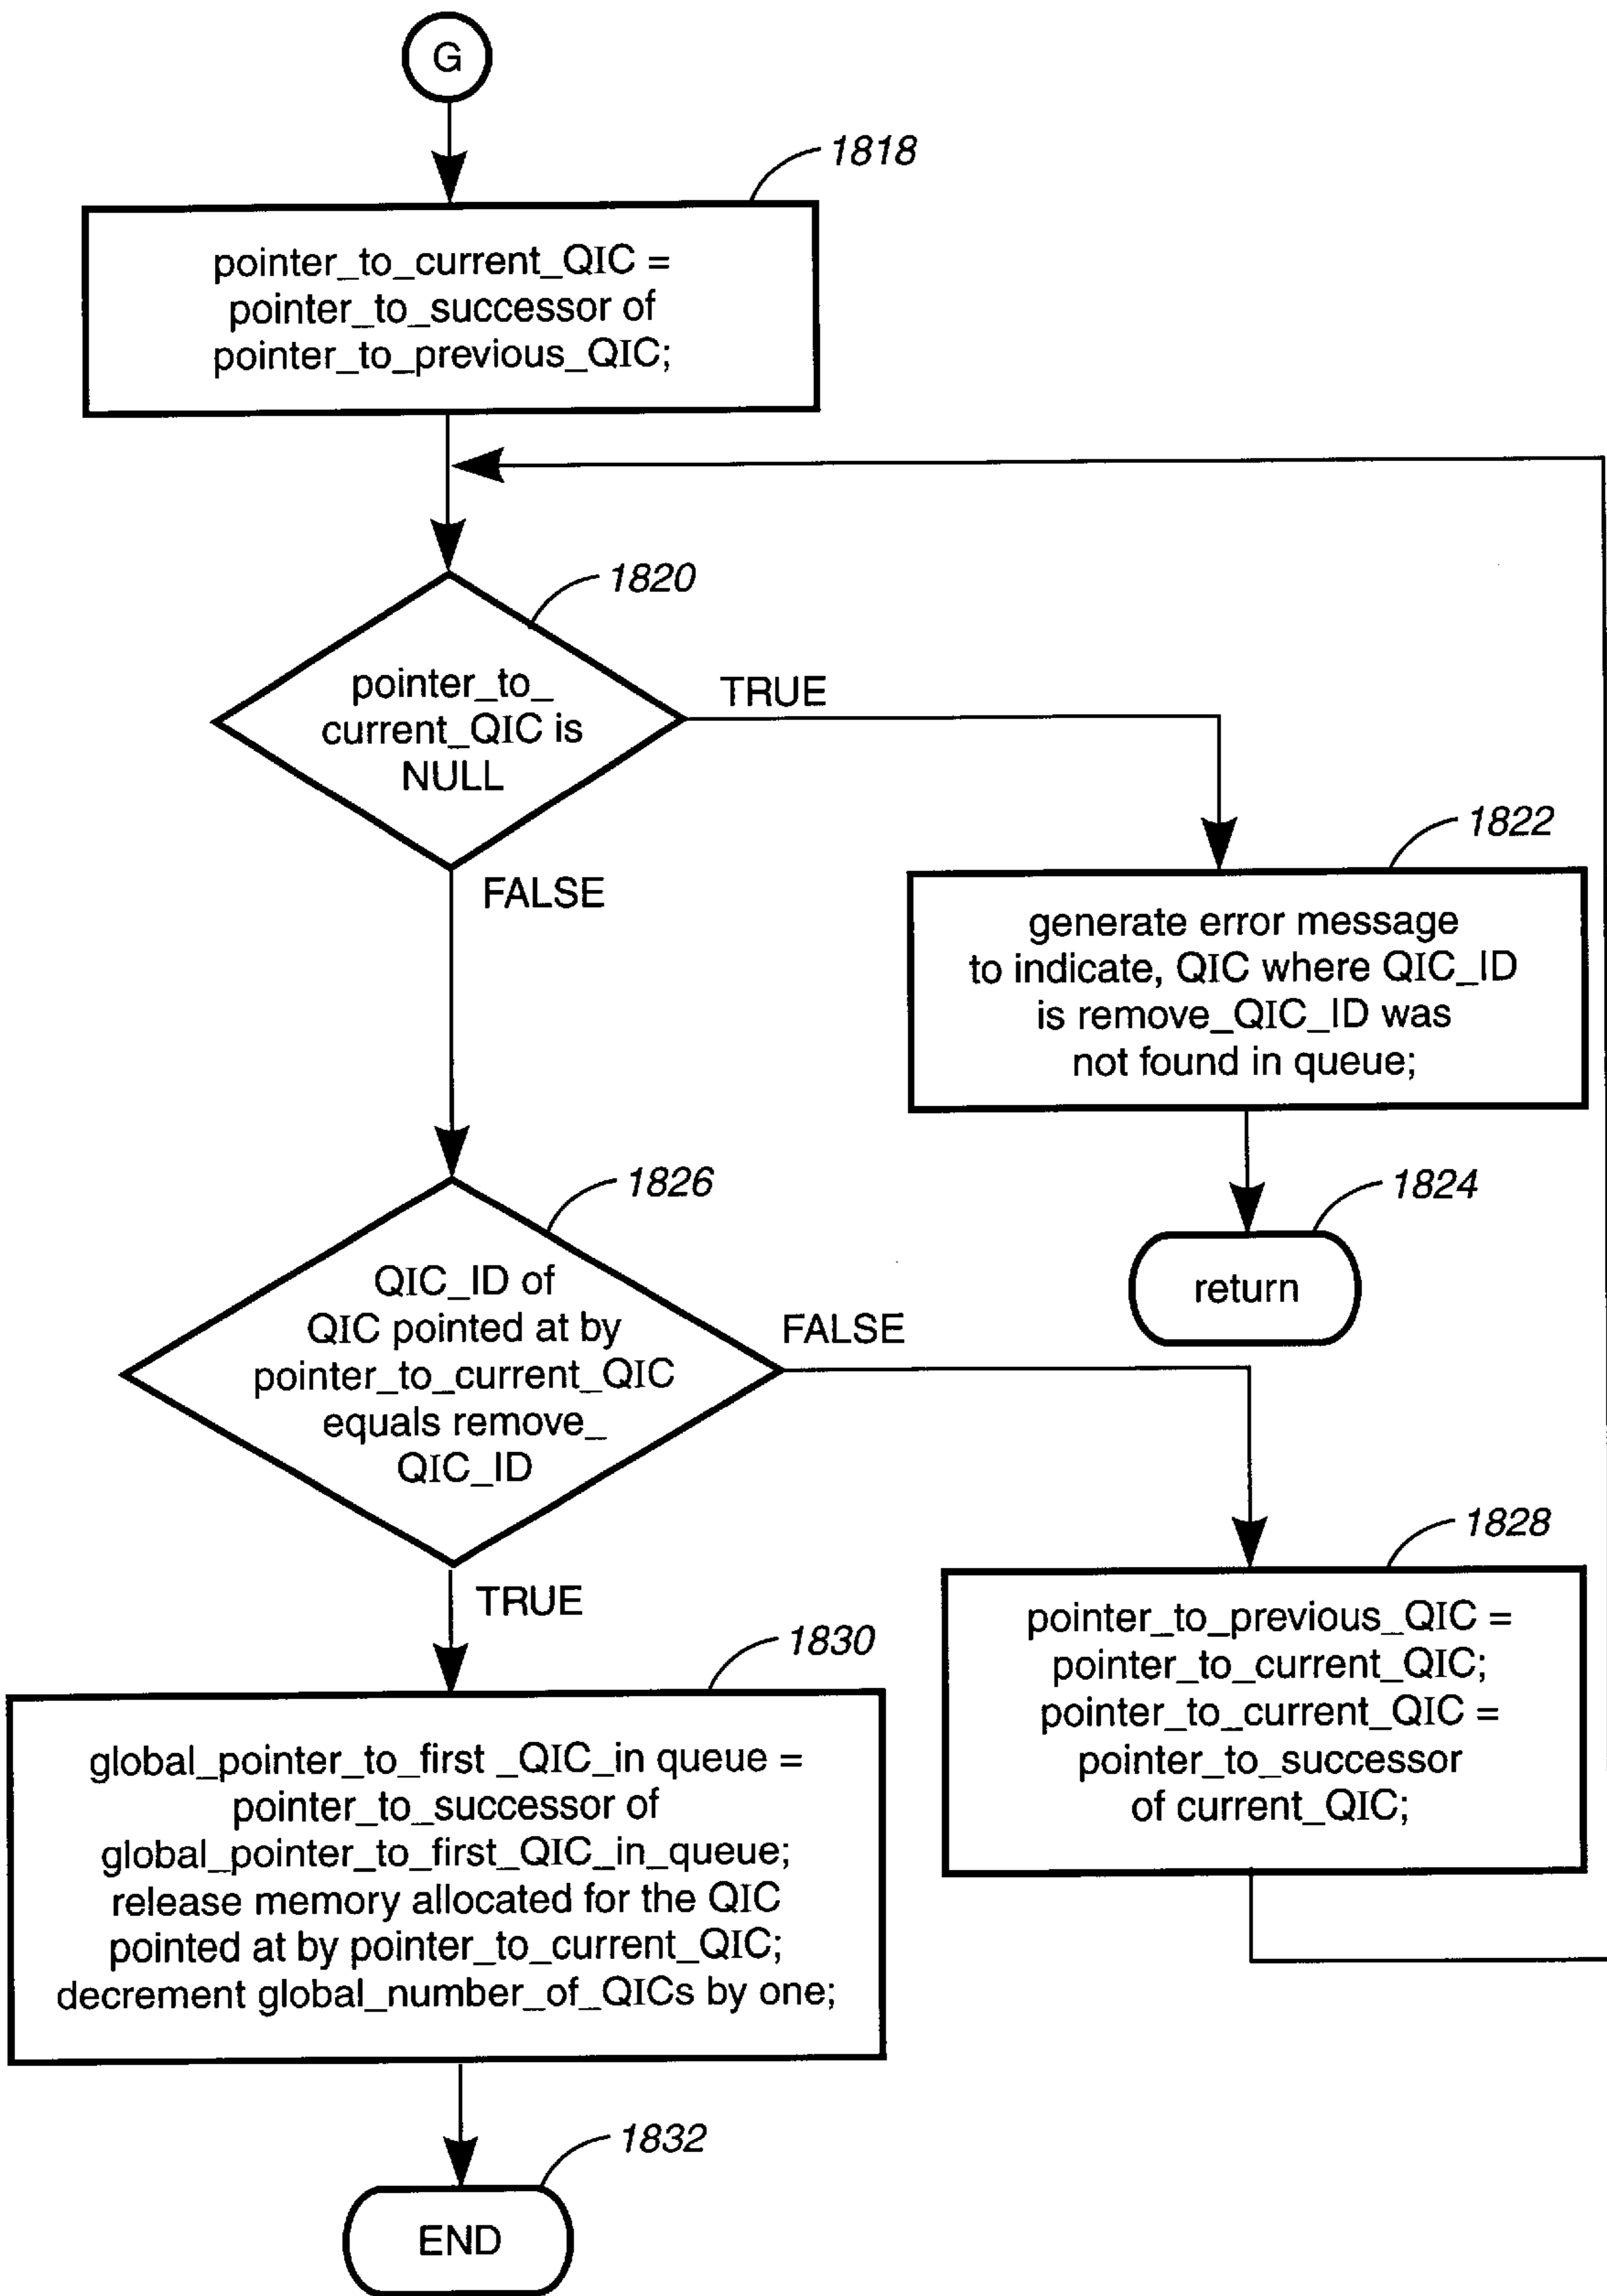 G
1818
pointer_to_current_QIC =
pointer_to_successor of
pointer_to_previous_QIC;
1820
pointer_to_
current_QIC is
NULL
TRUE
FALSE
1822
generate error message
to indicate, QIC where QIC_ID
is remove_QIC_ID was
not found in queue;
1824
return
1826
QIC_ID of
QIC pointed at by
pointer_to_current_QIC
equals remove_
QIC_ID
FALSE
TRUE
1828
pointer_to_previous_QIC =
pointer_to_current_QIC;
pointer_to_current_QIC =
pointer_to_successor
of current_QIC;
1830
global_pointer_to_first _QIC_in queue =
pointer_to_successor of
global_pointer_to_first_QIC_in_queue;
release memory allocated for the QIC
pointed at by pointer_to_current_QIC;
decrement global_number_of_QICs by one;
1832
END